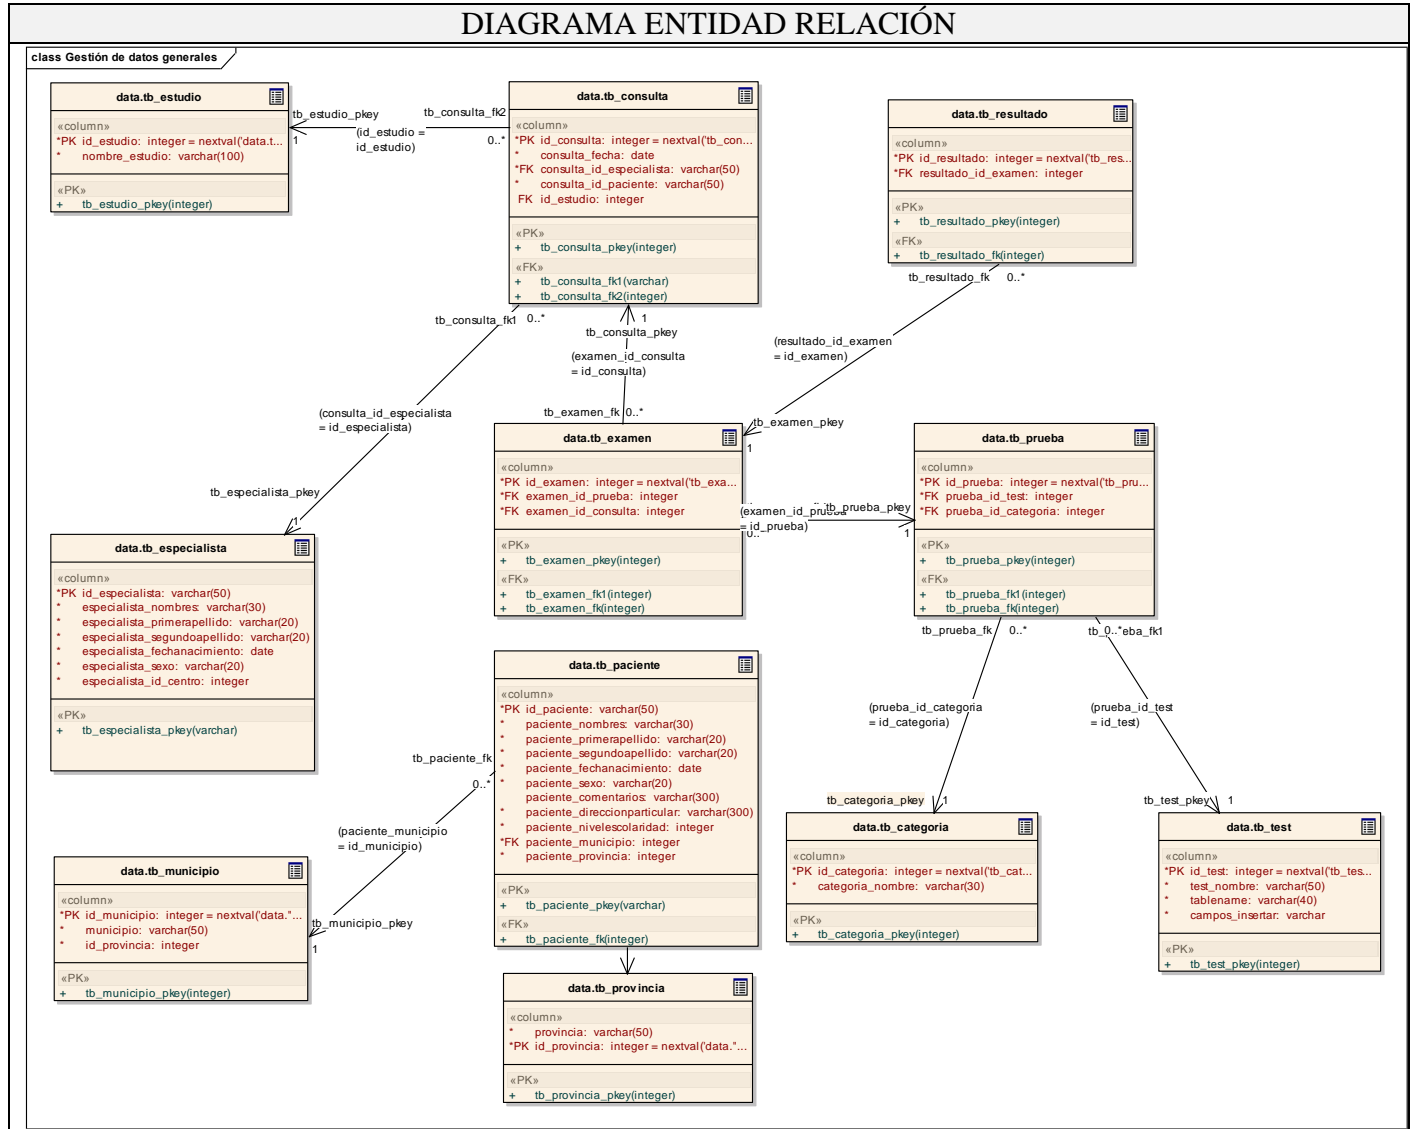 DIAGRAMA ENTIDAD RELACIÓN
class Gestión de datos generales
data.tb_estudio
«column»
*PK id_estudio: integer = nextval('data.t...
* nombre_estudio: varchar(100)
«PK»
+ tb_estudio_pkey(integer)
tb_estudio_pkey
1
(id_estudio =
id_estudio)
tb_consulta_fk2
0..*
data.tb_consulta
«column»
*PK id_consulta: integer = nextval('tb_con...
* consulta_fecha: date
*FK consulta_id_especialista: varchar(50)
* consulta_id_paciente: varchar(50)
FK id_estudio: integer
«PK»
+ tb_consulta_pkey(integer)
«FK»
+ tb_consulta_fk1(varchar)
+ tb_consulta_fk2(integer)
data.tb_resultado
«column»
*PK id_resultado: integer = nextval('tb_res...
*FK resultado_id_examen: integer
«PK»
+ tb_resultado_pkey(integer)
«FK»
+ tb_resultado_fk(integer)
tb_resultado_fk 0..*
(resultado_id_examen
= id_examen)
tb_examen_pkey
1
tb_consulta_fk1 0..*
(consulta_id_especialista
= id_especialista)
tb_especialista_pkey
1
1
tb_consulta_pkey
(examen_id_consulta
= id_consulta)
tb_examen_fk 0..*
data.tb_examen
«column»
*PK id_examen: integer = nextval('tb_exa...
*FK examen_id_prueba: integer
*FK examen_id_consulta: integer
«PK»
+ tb_examen_pkey(integer)
«FK»
+ tb_examen_fk1(integer)
+ tb_examen_fk(integer)
(examen_id_prueba
= id_prueba)
0..
tb_prueba_pkey
1
data.tb_prueba
«column»
*PK id_prueba: integer = nextval('tb_pru...
*FK prueba_id_test: integer
*FK prueba_id_categoria: integer
«PK»
+ tb_prueba_pkey(integer)
«FK»
+ tb_prueba_fk1(integer)
+ tb_prueba_fk(integer)
tb_prueba_fk 0..*
0..*
(prueba_id_categoria
= id_categoria)
tb_categoria_pkey 1
(prueba_id_test
= id_test)
tb_test_pkey 1
data.tb_especialista
«column»
*PK id_especialista: varchar(50)
* especialista_nombres: varchar(30)
* especialista_primerapellido: varchar(20)
* especialista_segundoapellido: varchar(20)
* especialista_fechanacimiento: date
* especialista_sexo: varchar(20)
* especialista_id_centro: integer
«PK»
+ tb_especialista_pkey(varchar)
data.tb_paciente
«column»
*PK id_paciente: varchar(50)
* paciente_nombres: varchar(30)
* paciente_primerapellido: varchar(20)
* paciente_segundoapellido: varchar(20)
* paciente_fechanacimiento: date
* paciente_sexo: varchar(20)
paciente_comentarios: varchar(300)
* paciente_direccionparticular: varchar(300)
* paciente_nivelescolaridad: integer
*FK paciente_municipio: integer
* paciente_provincia: integer
«PK»
+ tb_paciente_pkey(varchar)
«FK»
+ tb_paciente_fk(integer)
tb_paciente_fk
0..*
(paciente_municipio
= id_municipio)
tb_municipio_pkey
1
data.tb_categoria
«column»
*PK id_categoria: integer = nextval('tb_cat...
* categoria_nombre: varchar(30)
«PK»
+ tb_categoria_pkey(integer)
data.tb_test
«column»
*PK id_test: integer = nextval('tb_tes...
* test_nombre: varchar(50)
* tablename: varchar(40)
* campos_insertar: varchar
«PK»
+ tb_test_pkey(integer)
data.tb_municipio
«column»
*PK id_municipio: integer = nextval('data."...
* municipio: varchar(50)
* id_provincia: integer
«PK»
+ tb_municipio_pkey(integer)
data.tb_provincia
«column»
* provincia: varchar(50)
*PK id_provincia: integer = nextval('data."...
«PK»
+ tb_provincia_pkey(integer)